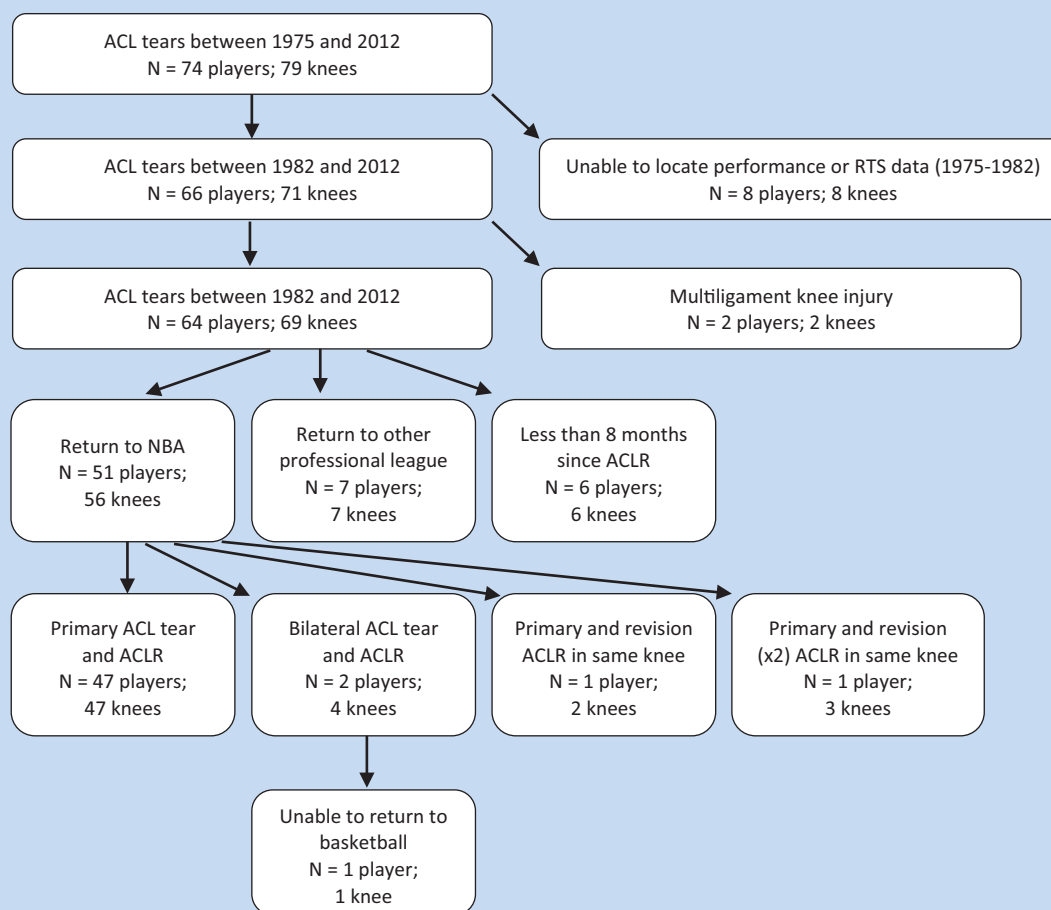 ACL tears between 1975 and 2012
N = 74 players; 79 knees
ACL tears between 1982 and 2012
N = 66 players; 71 knees
Unable to locate performance or RTS data (1975-1982)
N = 8 players; 8 knees
ACL tears between 1982 and 2012
N = 64 players; 69 knees
Multiligament knee injury
N = 2 players; 2 knees
Return to NBA
N = 51 players;
56 knees
Return to other
professional league
N = 7 players;
7 knees
Less than 8 months
since ACLR
N = 6 players;
6 knees
Primary ACL tear
and ACLR
N = 47 players;
47 knees
Bilateral ACL tear
and ACLR
N = 2 players;
4 knees
Primary and revision
ACLR in same knee
N = 1 player;
2 knees
Primary and revision
(x2) ACLR in same knee
N = 1 player;
3 knees
Unable to return to
basketball
N = 1 player;
1 knee